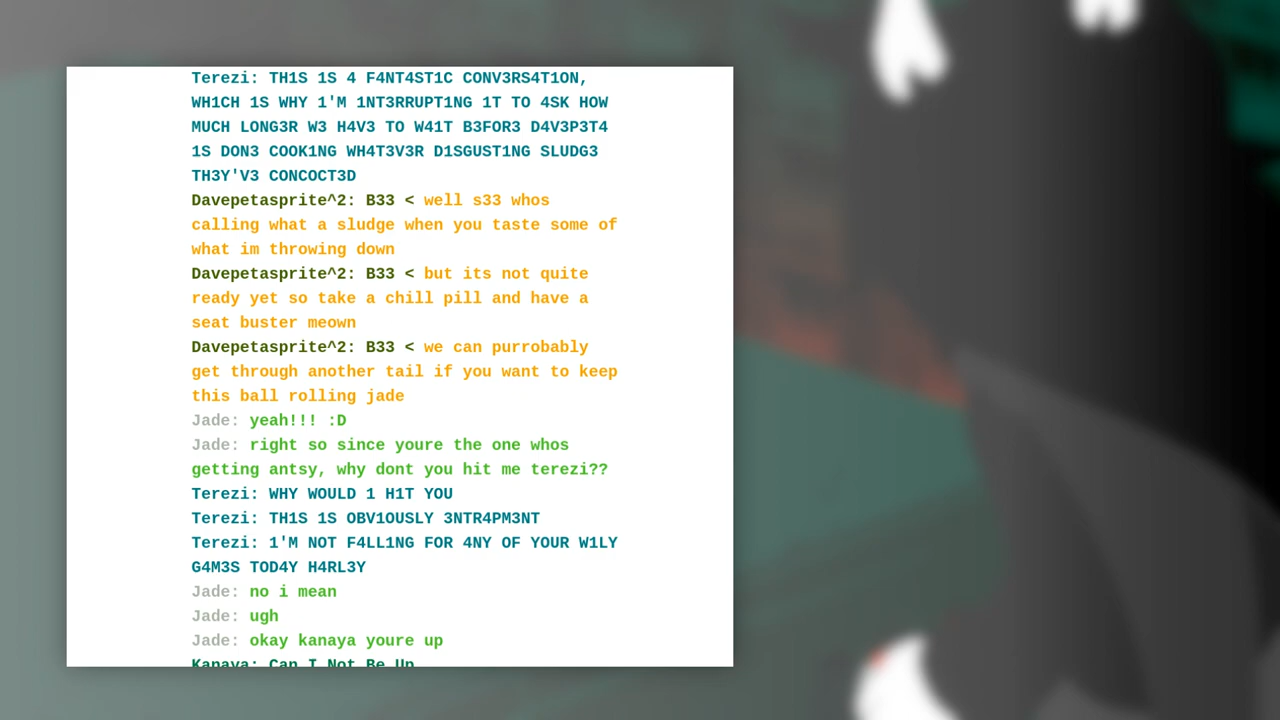 Terezi: TH1S 1S 4 F4NT4ST1C CONV3RS4T1ON,
WH1CH 1S WHY 1'M 1NT3RRUPT1NG 1T TO 4SK HOW
MUCH LONG3R W3 H4V3 TO W41T B3FOR3 D4V3P3T4
1S DON3 COOK1NG WH4T3V3R D1SGUST1NG SLUDG3
TH3Y'V3 CONCOCT3D
Davepetasprite^2: B33 < well s33 whos
calling what a sludge when you taste some of
what im throwing down
Davepetasprite^2: B33 < but its not quite
ready yet so take a chill pill and have a
seat buster meown
Davepetasprite^2: B33 < we can purrobably
get through another tail if you want to keep
this ball rolling jade
Jade: yeah!!! :D
Jade: right so since youre the one whos
getting antsy, why dont you hit me terezi??
Terezi: WHY WOULD 1 H1T YOU
Terezi: TH1S 1S OBV1OUSLY 3NTR4PM3NT
Terezi: 1'M NOT F4LL1NG FOR 4NY OF YOUR W1LY
G4M3S TOD4Y H4RL3Y
Jade: no i mean
Jade: ugh
Jade: okay kanaya youre up
Kanaya: Can I Not Be Up